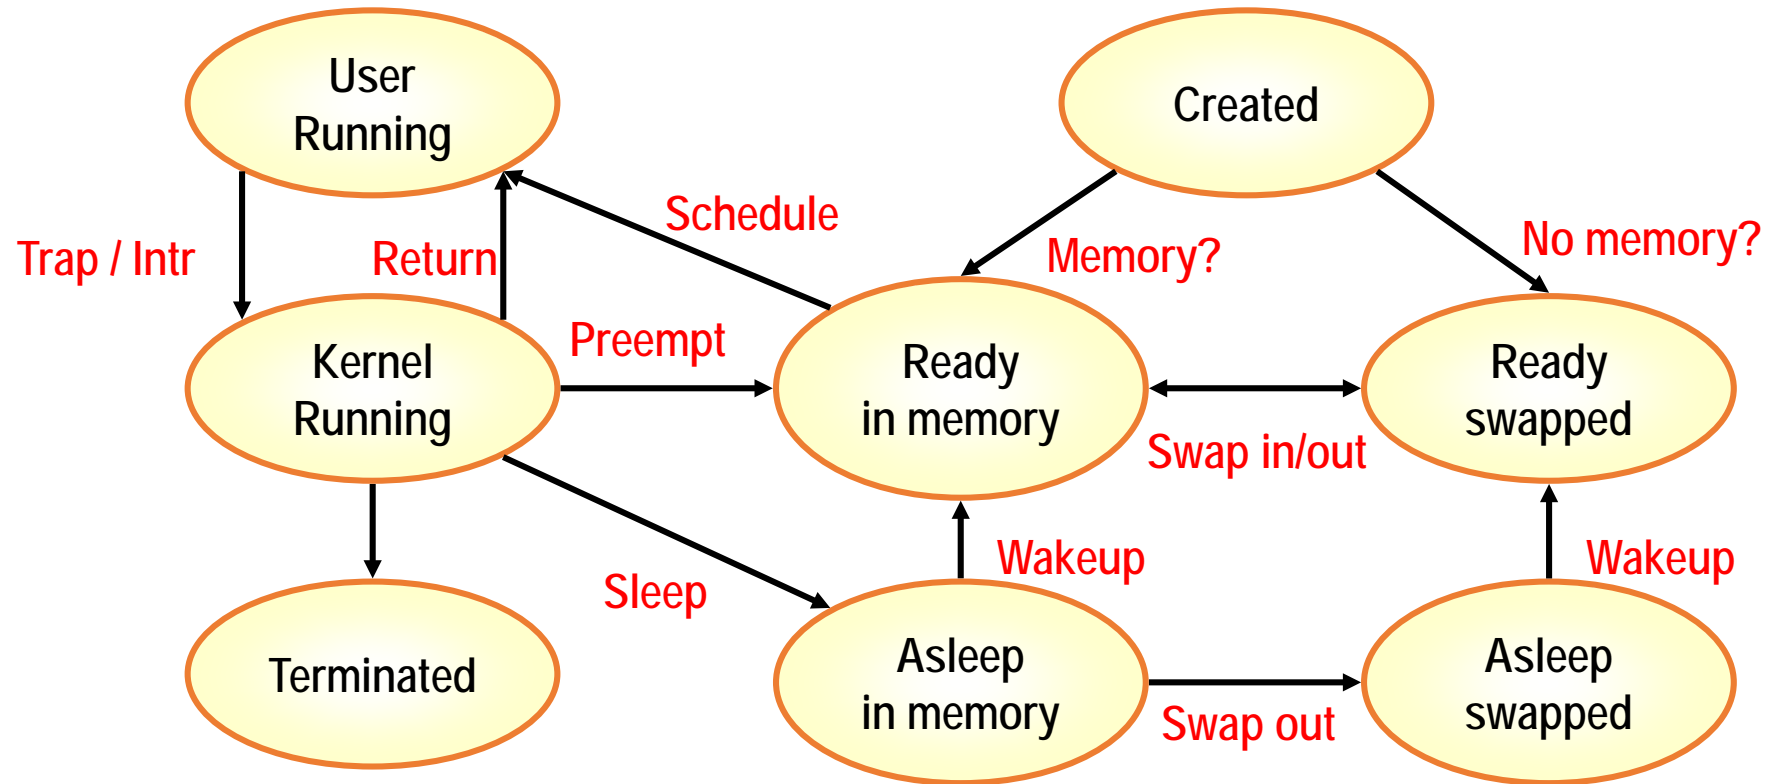 User
Running
Created
Schedule
Trap / Intr
Return
Memory?
No memory?
Preempt
Kernel
Running
Ready
in memory
Ready
swapped
Swap in/out
Sleep
Wakeup
Wakeup
Terminated
Asleep
in memory
Asleep
swapped
Swap out